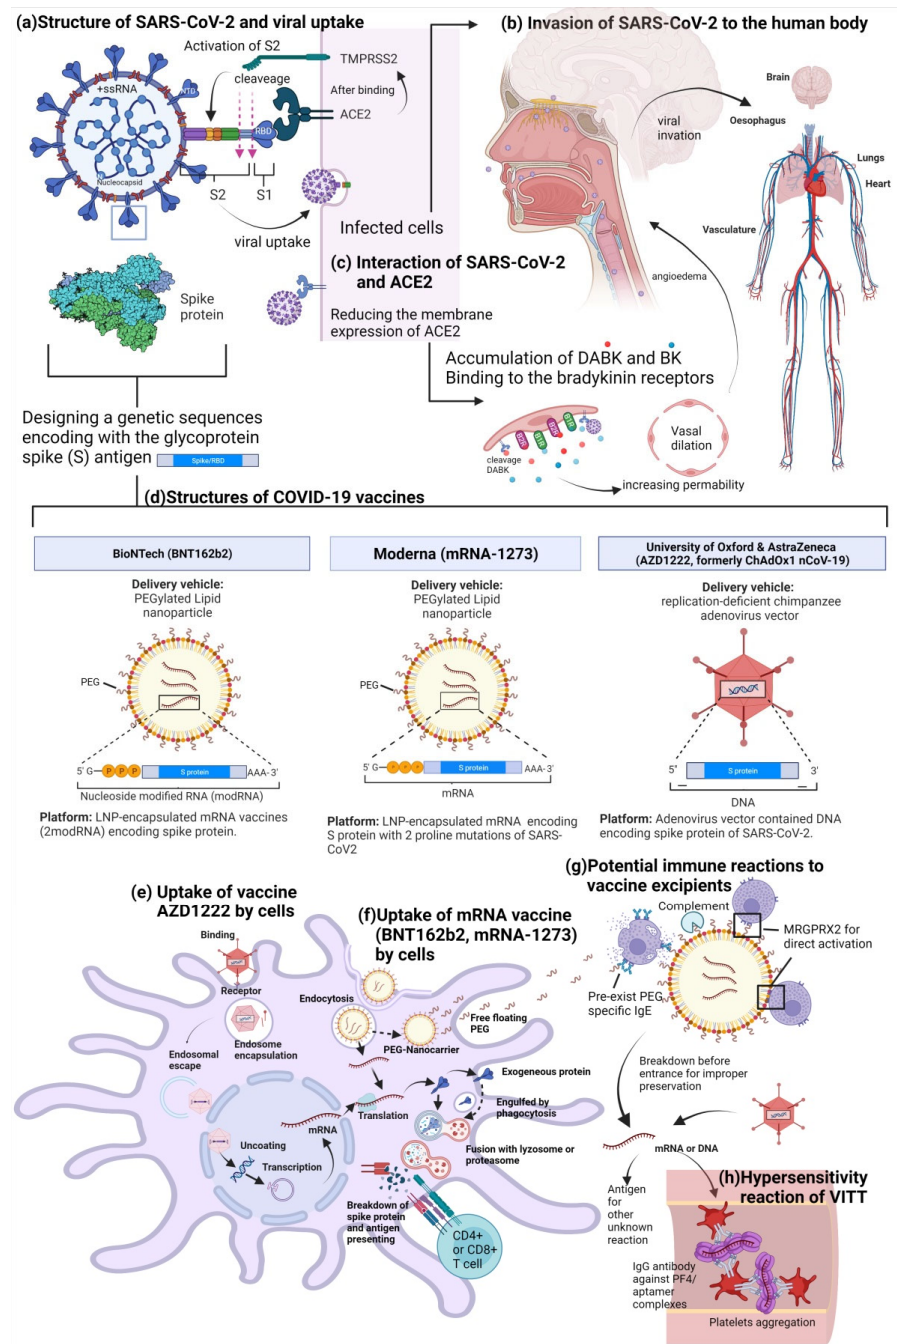 (a)Structure of SARS-CoV-2 and viral uptake
Activation of S2
cleaveage
TMPRSS2
After binding
ACE2
+ssRNA
NTD
RBD
Nucleocapsid
S2
S1
viral uptake
Infected cells
Spike
protein
(b) Invasion of SARS-CoV-2 to the human body
Brain
viral
invation
Oesophagus
Lungs
Heart
Vasculature
angioedema
(c) Interaction of SARS-CoV-2
and ACE2
Reducing the membrane
expression of ACE2
Accumulation of DABK and BK
Binding to the bradykinin receptors
B2R
B1R
B2R
B1R
cleavage
DABK
Vasal
dilation
increasing permability
Designing a genetic sequences
encoding with the glycoprotein
spike (S) antigen
Spike/RBD
(d)Structures of COVID-19 vaccines
BioNTech (BNT162b2)
Delivery vehicle:
PEGylated Lipid
nanoparticle
PEG
5' G
P P P
S protein
AAA- 3'
Nucleoside modified RNA (modRNA)
Platform: LNP-encapsulated mRNA vaccines
(2modRNA) encoding spike protein.
Moderna (mRNA-1273)
Delivery vehicle:
PEGylated Lipid
nanoparticle
PEG
5' G
S protein
AAA- 3'
mRNA
Platform: LNP-encapsulated mRNA encoding
S protein with 2 proline mutations of SARS-
CoV2
University of Oxford & AstraZeneca
(AZD1222, formerly ChAdOx1 nCoV-19)
Delivery vehicle:
replication-deficient chimpanzee
adenovirus vector
5"
S protein
3'
DNA
Platform: Adenovirus vector contained DNA
encoding spike protein of SARS-CoV-2.
(e) Uptake of vaccine
AZD1222 by cells
Binding
Receptor
Endosome
encapsulation
Endosomal
escape
Uncoating
Transcription
mRNA
(f)Uptake of mRNA vaccine
(BNT162b2, mRNA-1273)
by cells
Endocytosis
Free floating
PEG
PEG-Nanocarrier
Exogeneous protein
Translation
Engulfed by
phagocytosis
Fusion with lyzosome or
proteasome
Breakdown of
spike protein
and antigen
presenting
CD4+
or CD8+
T cell
(g)Potential immune reactions to
vaccine excipients
Complement
MRGPRX2 for
direct activation
Pre-exist PEG
specific IgE
Breakdown before
entrance for improper
preservation
mRNA or DNA
Antigen
for
other
unknown
reaction
(h)Hypersensitivity
reaction of VITT
IgG antibody
against PF4/
aptamer
complexes
Platelets aggregation